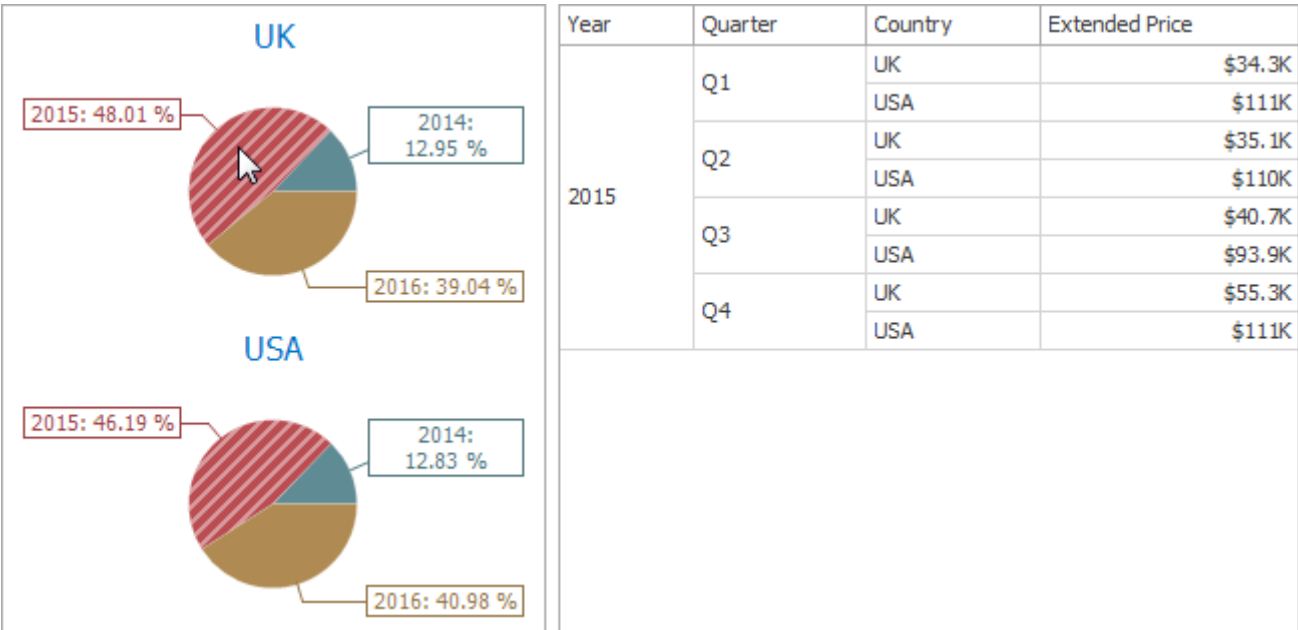 UK
2015: 48.01 %
2014:
12.95 %
2016: 39.04 %
USA
2015: 46.19 %
2014:
12.83 %
2016: 40.98 %
Year Quarter Country Extended Price
2015
Q1
UK $34.3K
USA $111K
Q2
UK $35.1K
USA $110K
Q3
UK $40.7K
USA $93.9K
Q4
UK $55.3K
USA $111K